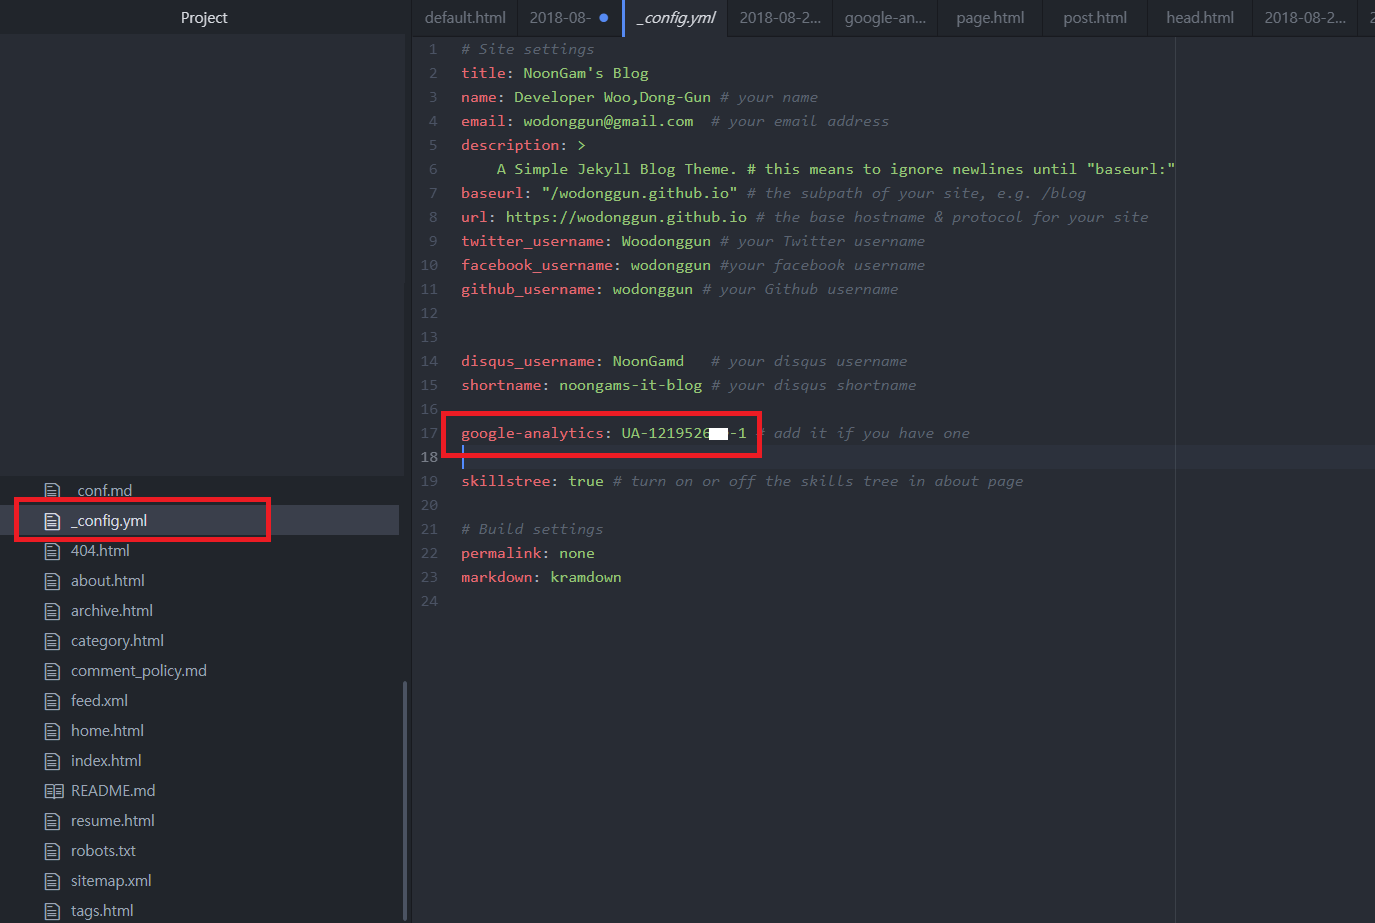 Project
default.html 2018-08- _config.yml 2018-08-2... google-an... page.html post.html head.html 2018-08-2...
1 # Site settings
2 title: NoonGam's Blog
3 name: Developer Woo,Dong-Gun # your name
4 email: wodonggun@gmail.com # your email address
5 description: >
6 A Simple Jekyll Blog Theme. # this means to ignore newlines until "baseurl:"
7 baseurl: "/wodonggun.github.io" # the subpath of your site, e.g. /blog
8 url: https://wodonggun.github.io # the base hostname & protocol for your site
9 twitter_username: Woodonggun # your Twitter username
10 facebook_username: wodonggun #your facebook username
11 github_username: wodonggun # your Github username
12
13
14 disqus_username: NoonGamd # your disqus username
15 shortname: noongams-it-blog # your disqus shortname
16
17 google-analytics: UA-1219526 -1 # add it if you have one
18
19 skillstree: true # turn on or off the skills tree in about page
20
21 # Build settings
22 permalink: none
23 markdown: kramdown
24
_conf.md
_config.yml
404.html
about.html
archive.html
category.html
comment_policy.md
feed.xml
home.html
index.html
README.md
resume.html
robots.txt
sitemap.xml
tags.html